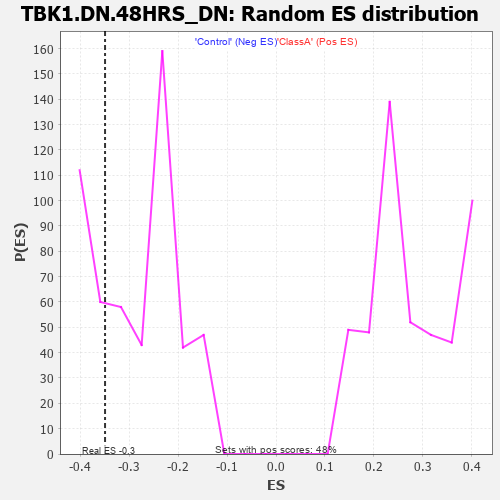 TBK1.DN.48HRS_DN: Random ES distribution
'Control' (Neg ES) 'ClassA' (Pos ES)
160
150
140
130
120
110
100
90
80
70
60
50
40
30
20
10
0
P(ES)
Real ES -0.3
Sets with pos scores: 48%
-0.4 -0.3 -0.2 -0.1 0.0 0.1 0.2 0.3 0.4
ES